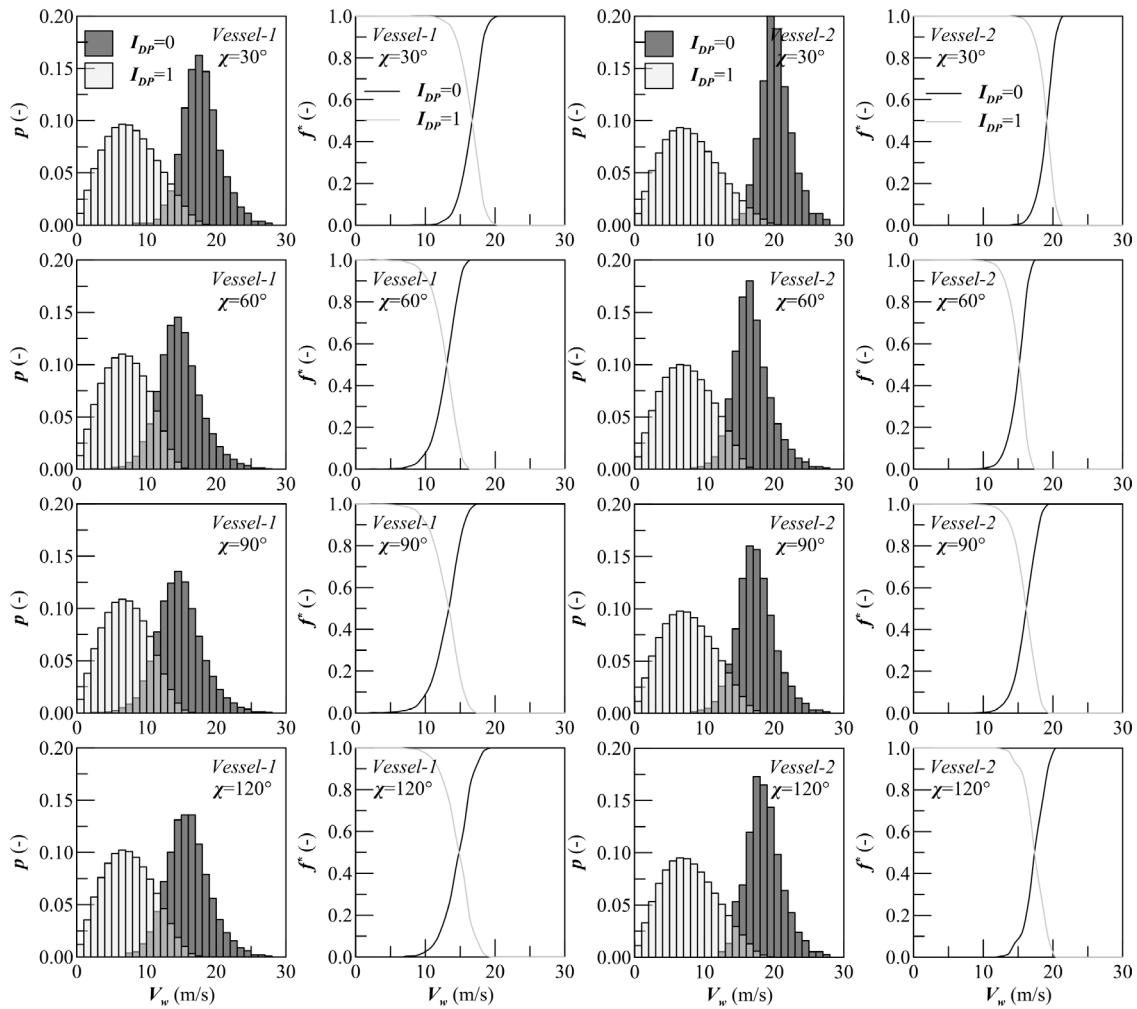 0.20 1.0 0.20 1.0
I_DP=0 Vessel-1 Vessel-1 I_DP=0 Vessel-2 Vessel-2
I_DP=1 χ=30° χ=30° I_DP=1 χ=30° χ=30°
0.15 0.8 0.15 0.8
I_DP=0 I_DP=0
I_DP=1 I_DP=1
p (-) 0.10 f* (-) 0.6 p (-) 0.10 f* (-) 0.6
0.4 0.4
0.05 0.2 0.05 0.2
0.00 0.0 0.00 0.0
0 10 20 30 0 10 20 30 0 10 20 30 0 10 20 30
0.20 1.0 0.20 1.0
Vessel-1 Vessel-1 Vessel-2 Vessel-2
χ=60° χ=60° χ=60° χ=60°
0.15 0.8 0.15 0.8
p (-) 0.10 f* (-) 0.6 p (-) 0.10 f* (-) 0.6
0.4 0.4
0.05 0.2 0.05 0.2
0.00 0.0 0.00 0.0
0 10 20 30 0 10 20 30 0 10 20 30 0 10 20 30
0.20 1.0 0.20 1.0
Vessel-1 Vessel-1 Vessel-2 Vessel-2
χ=90° χ=90° χ=90° χ=90°
0.15 0.8 0.15 0.8
p (-) 0.10 f* (-) 0.6 p (-) 0.10 f* (-) 0.6
0.4 0.4
0.05 0.2 0.05 0.2
0.00 0.0 0.00 0.0
0 10 20 30 0 10 20 30 0 10 20 30 0 10 20 30
0.20 1.0 0.20 1.0
Vessel-1 Vessel-1 Vessel-2 Vessel-2
χ=120° χ=120° χ=120° χ=120°
0.15 0.8 0.15 0.8
p (-) 0.10 f* (-) 0.6 p (-) 0.10 f* (-) 0.6
0.4 0.4
0.05 0.2 0.05 0.2
0.00 0.0 0.00 0.0
0 10 20 30 0 10 20 30 0 10 20 30 0 10 20 30
V_w (m/s) V_w (m/s) V_w (m/s) V_w (m/s)